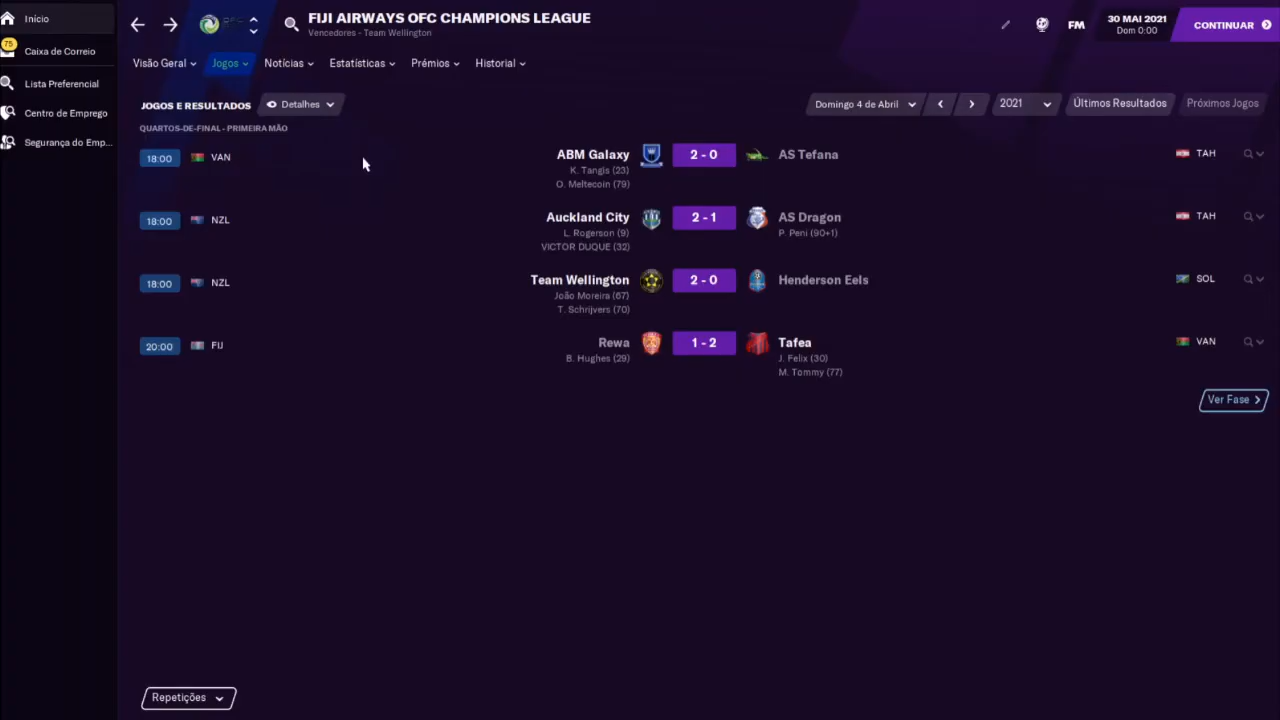 Início
FIJI AIRWAYS OFC CHAMPIONS LEAGUE
Vencedores - Team Wellington
FM
30 MAI 2021
Dom 0:00
CONTINUAR
75
Caixa de Correio
Lista Preferencial
Centro de Emprego
Segurança do Emp...
Visão Geral
Jogos
Notícias
Estatísticas
Prémios
Historial
JOGOS E RESULTADOS
Detalhes
Domingo 4 de Abril
2021
Últimos Resultados
Próximos Jogos
QUARTOS-DE-FINAL - PRIMEIRA MÃO
18:00 VAN ABM Galaxy 2 - 0 AS Tefana TAH
K. Tangis (23)
O. Meltecoin (79)
18:00 NZL Auckland City 2 - 1 AS Dragon TAH
L. Rogerson (9) P. Peni (90+1)
VICTOR DUQUE (32)
18:00 NZL Team Wellington 2 - 0 Henderson Eels SOL
João Moreira (67)
T. Schrijvers (70)
20:00 FIJ Rewa 1 - 2 Tafea VAN
B. Hughes (29) J. Felix (30)
M. Tommy (77)
Ver Fase
Repetições